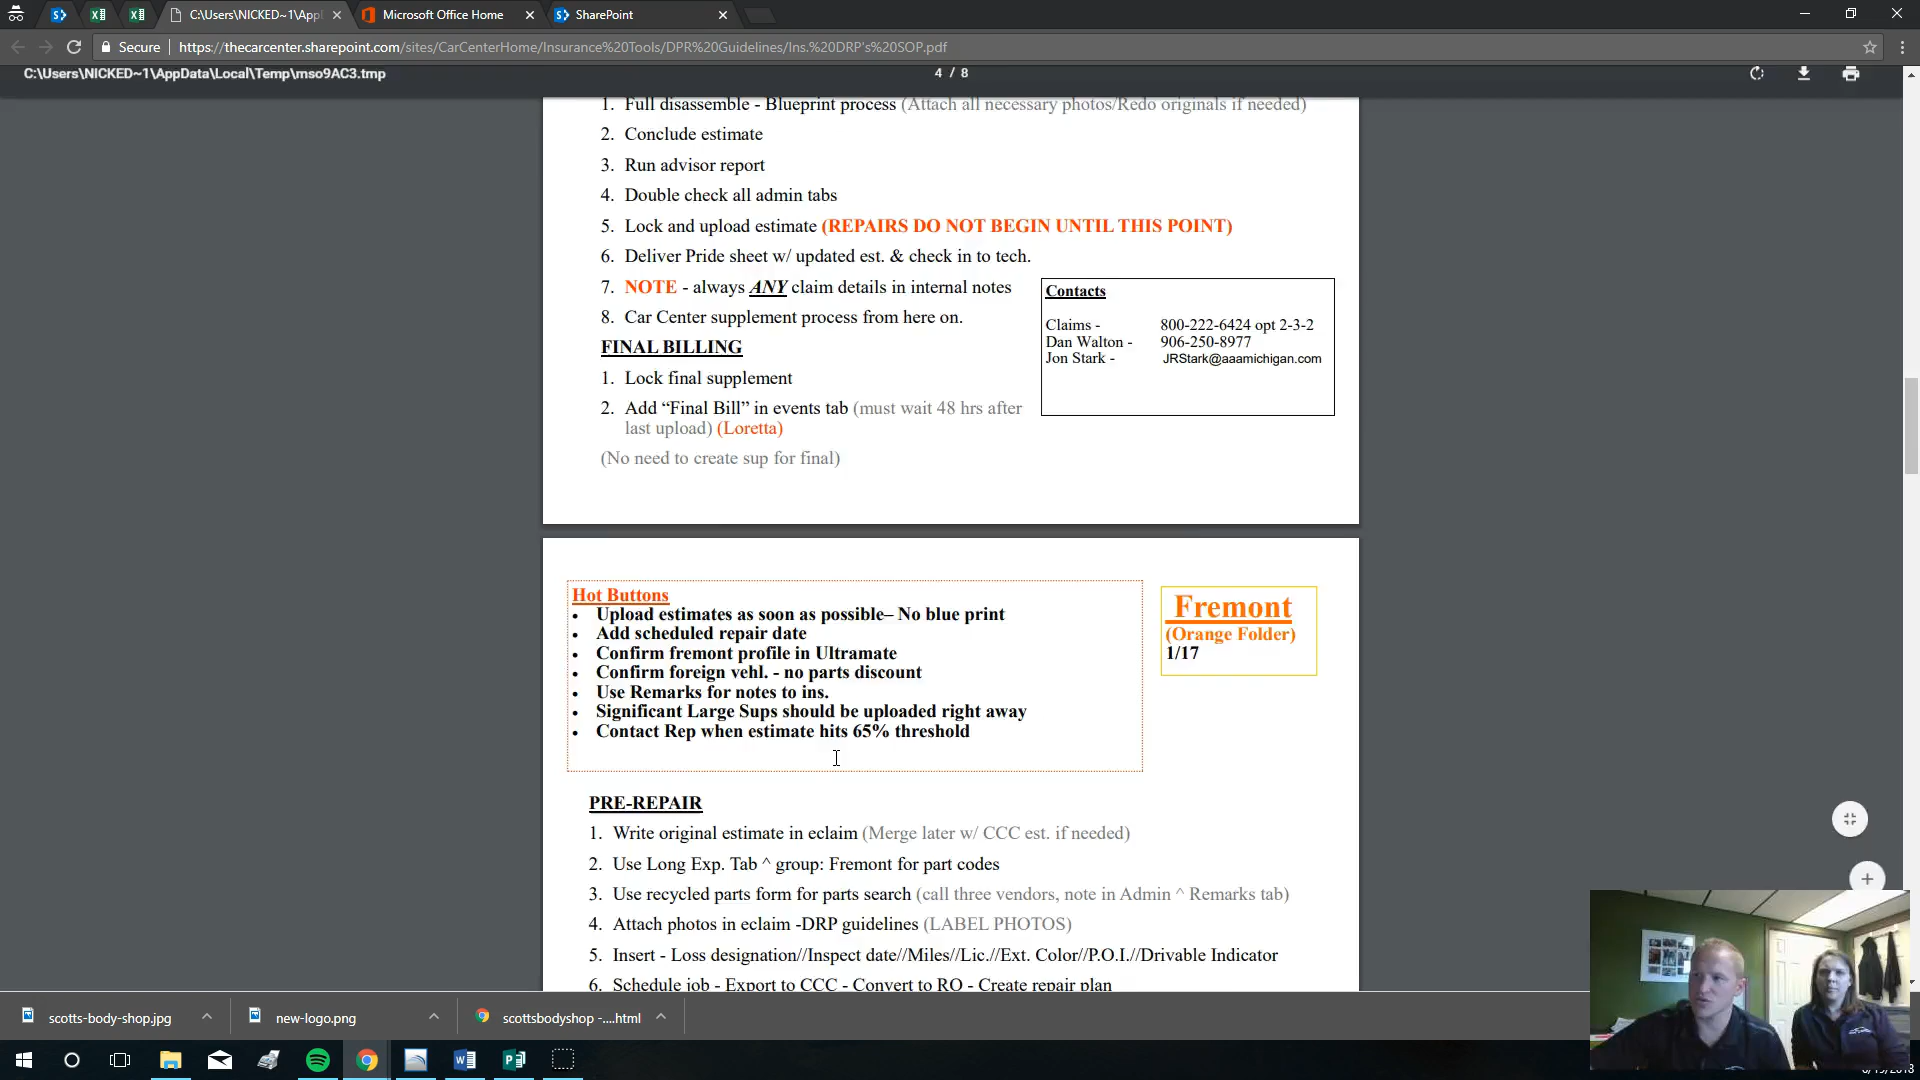 C:\Users\NICKED~1\AppI
Microsoft Office Home
SharePoint
Secure
https://thecarcenter.sharepoint.com/sites/CarCenterHome/Insurance%20Tools/DPR%20Guidelines/Ins.%20DRP's%20SOP.pdf
C:\Users\NICKED~1\AppData\Local\Temp\mso9AC3.tmp
4 / 8
1. Full disassemble - Blueprint process (Attach all necessary photos/Redo originals if needed)
2. Conclude estimate
3. Run advisor report
4. Double check all admin tabs
5. Lock and upload estimate (REPAIRS DO NOT BEGIN UNTIL THIS POINT)
6. Deliver Pride sheet w/ updated est. & check in to tech.
7. NOTE - always ANY claim details in internal notes
8. Car Center supplement process from here on.
Contacts
Claims - 800-222-6424 opt 2-3-2
Dan Walton - 906-250-8977
Jon Stark - JRStark@aaamichigan.com
FINAL BILLING
1. Lock final supplement
2. Add “Final Bill” in events tab (must wait 48 hrs after
last upload) (Loretta)
(No need to create sup for final)
Hot Buttons
• Upload estimates as soon as possible– No blue print
• Add scheduled repair date
• Confirm fremont profile in Ultramate
• Confirm foreign vehl. - no parts discount
• Use Remarks for notes to ins.
• Significant Large Sups should be uploaded right away
• Contact Rep when estimate hits 65% threshold
Fremont
(Orange Folder)
1/17
PRE-REPAIR
1. Write original estimate in eclaim (Merge later w/ CCC est. if needed)
2. Use Long Exp. Tab ^ group: Fremont for part codes
3. Use recycled parts form for parts search (call three vendors, note in Admin ^ Remarks tab)
4. Attach photos in eclaim -DRP guidelines (LABEL PHOTOS)
5. Insert - Loss designation//Inspect date//Miles//Lic.//Ext. Color//P.O.I.//Drivable Indicator
6. Schedule job - Export to CCC - Convert to RO - Create repair plan
scotts-body-shop.jpg
new-logo.png
scottsbodyshop -....html